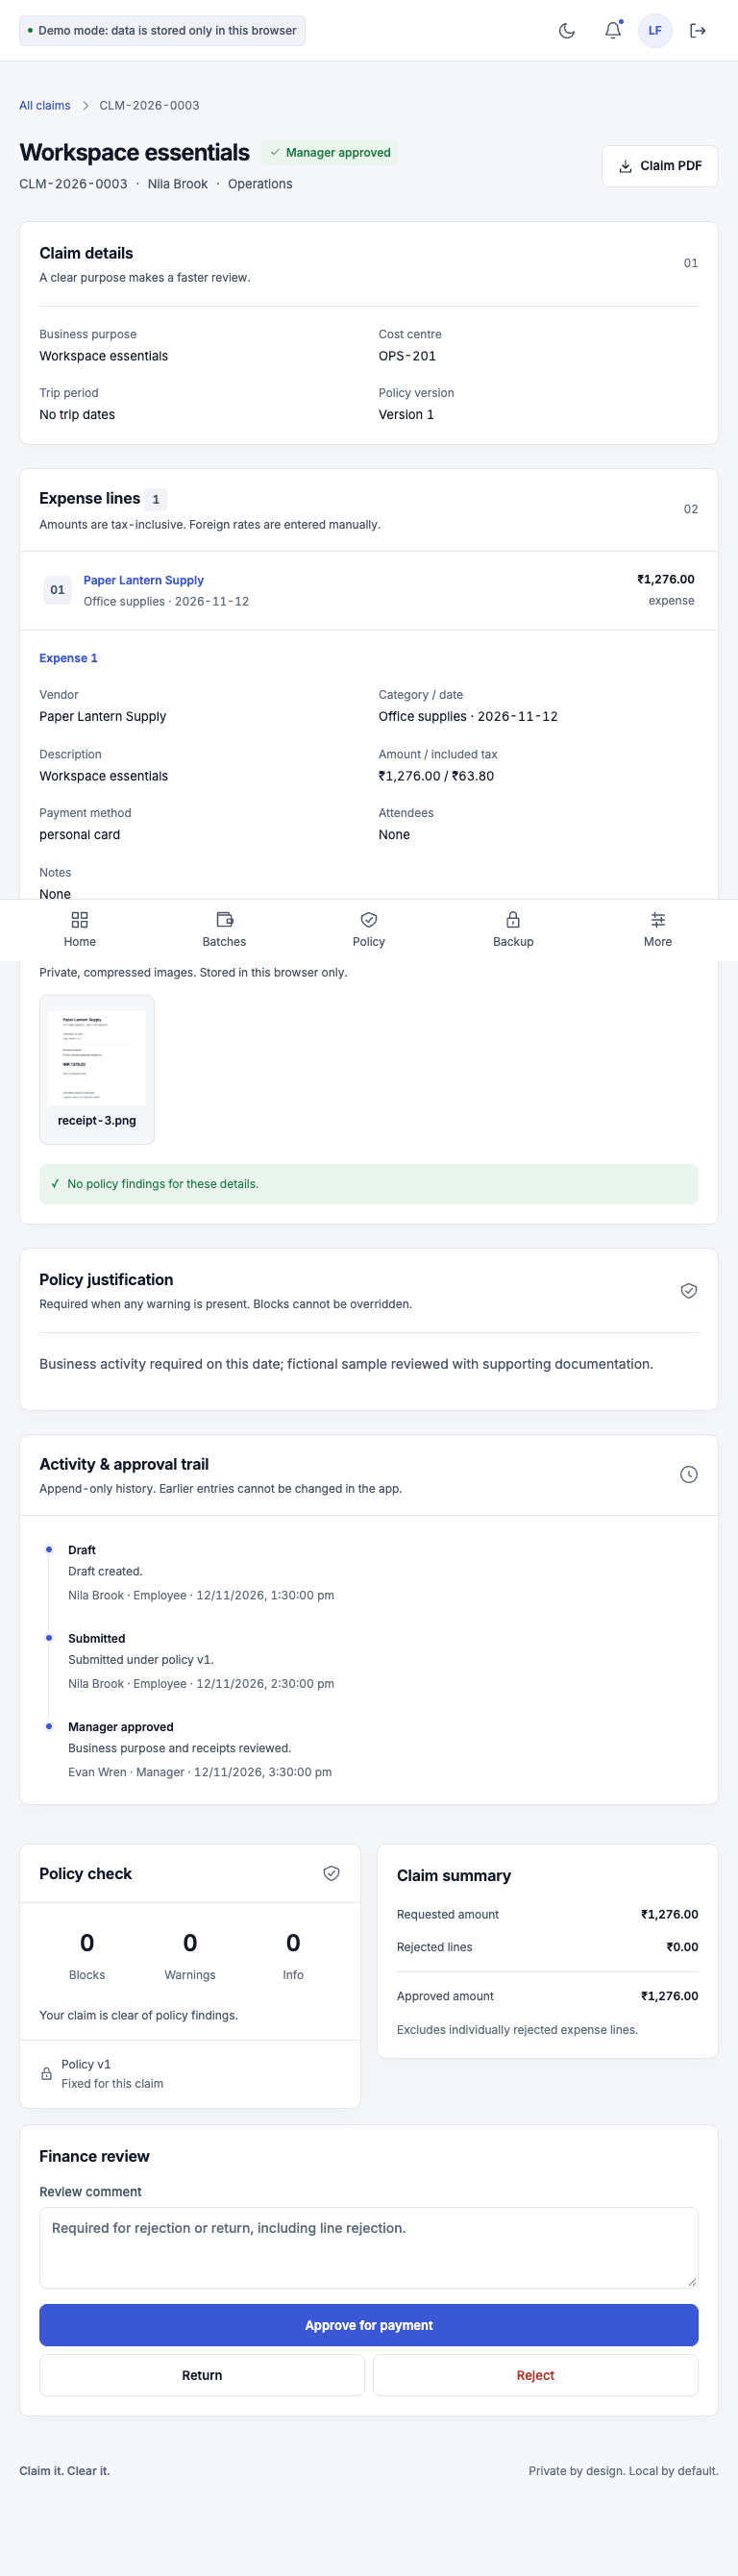 Demo mode: data is stored only in this browser
LF
All claims > CLM-2026-0003
Workspace essentials
✓ Manager approved
CLM-2026-0003 · Nila Brook · Operations
Claim PDF
Claim details
A clear purpose makes a faster review.
01
Business purpose
Workspace essentials
Cost centre
OPS-201
Trip period
No trip dates
Policy version
Version 1
Expense lines 1
Amounts are tax-inclusive. Foreign rates are entered manually.
02
01
Paper Lantern Supply
Office supplies · 2026-11-12
₹1,276.00
expense
Expense 1
Vendor
Paper Lantern Supply
Category / date
Office supplies · 2026-11-12
Description
Workspace essentials
Amount / included tax
₹1,276.00 / ₹63.80
Payment method
personal card
Attendees
None
Notes
None
Home
Batches
Policy
Backup
More
Private, compressed images. Stored in this browser only.
Paper Lantern Supply
INR 1276.00
receipt-3.png
✓ No policy findings for these details.
Policy justification
Required when any warning is present. Blocks cannot be overridden.
Business activity required on this date; fictional sample reviewed with supporting documentation.
Activity & approval trail
Append-only history. Earlier entries cannot be changed in the app.
Draft
Draft created.
Nila Brook · Employee · 12/11/2026, 1:30:00 pm
Submitted
Submitted under policy v1.
Nila Brook · Employee · 12/11/2026, 2:30:00 pm
Manager approved
Business purpose and receipts reviewed.
Evan Wren · Manager · 12/11/2026, 3:30:00 pm
Policy check
0
Blocks
0
Warnings
0
Info
Your claim is clear of policy findings.
Policy v1
Fixed for this claim
Claim summary
Requested amount ₹1,276.00
Rejected lines ₹0.00
Approved amount ₹1,276.00
Excludes individually rejected expense lines.
Finance review
Review comment
Required for rejection or return, including line rejection.
Approve for payment
Return
Reject
Claim it. Clear it.
Private by design. Local by default.